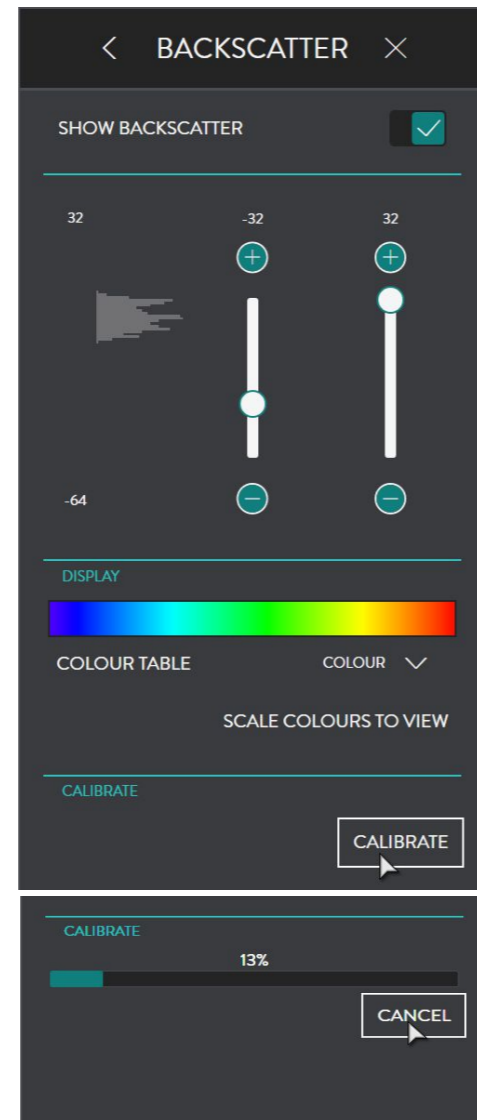 BACKSCATTER
SHOW BACKSCATTER
32 -32 32
-64
DISPLAY
COLOUR TABLE COLOUR
SCALE COLOURS TO VIEW
CALIBRATE
CALIBRATE
CALIBRATE
13%
CANCEL